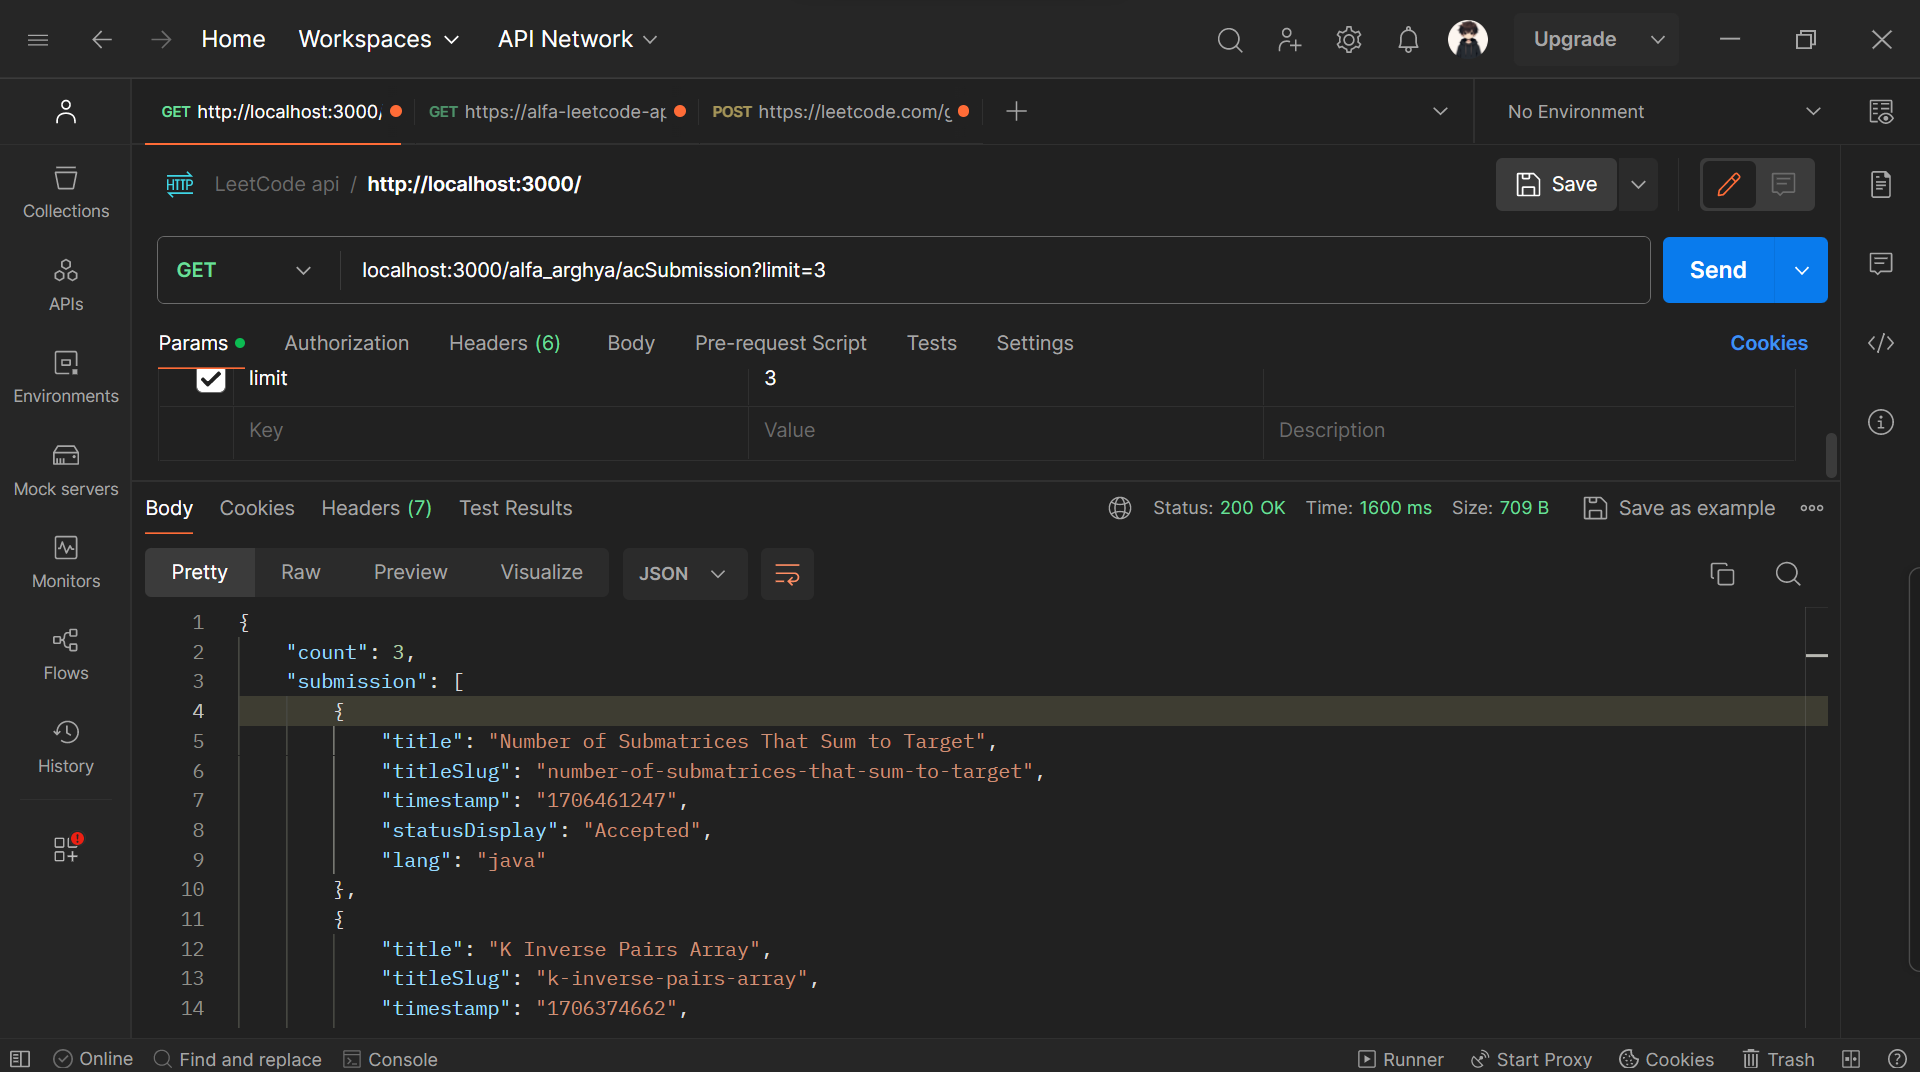 Home Workspaces API Network Upgrade
GET http://localhost:3000/ GET https://alfa-leetcode-ap POST https://leetcode.com/g No Environment
HTTP LeetCode api / http://localhost:3000/ Save
GET localhost:3000/alfa_arghya/acSubmission?limit=3 Send
Params Authorization Headers (6) Body Pre-request Script Tests Settings Cookies
limit 3
Key Value Description
Collections
APIs
Environments
Mock servers
Monitors
Flows
History
Body Cookies Headers (7) Test Results Status: 200 OK Time: 1600 ms Size: 709 B Save as example
Pretty Raw Preview Visualize JSON
1 {
2 "count": 3,
3 "submission": [
4 {
5 "title": "Number of Submatrices That Sum to Target",
6 "titleSlug": "number-of-submatrices-that-sum-to-target",
7 "timestamp": "1706461247",
8 "statusDisplay": "Accepted",
9 "lang": "java"
10 },
11 {
12 "title": "K Inverse Pairs Array",
13 "titleSlug": "k-inverse-pairs-array",
14 "timestamp": "1706374662",
Online Find and replace Console Runner Start Proxy Cookies Trash